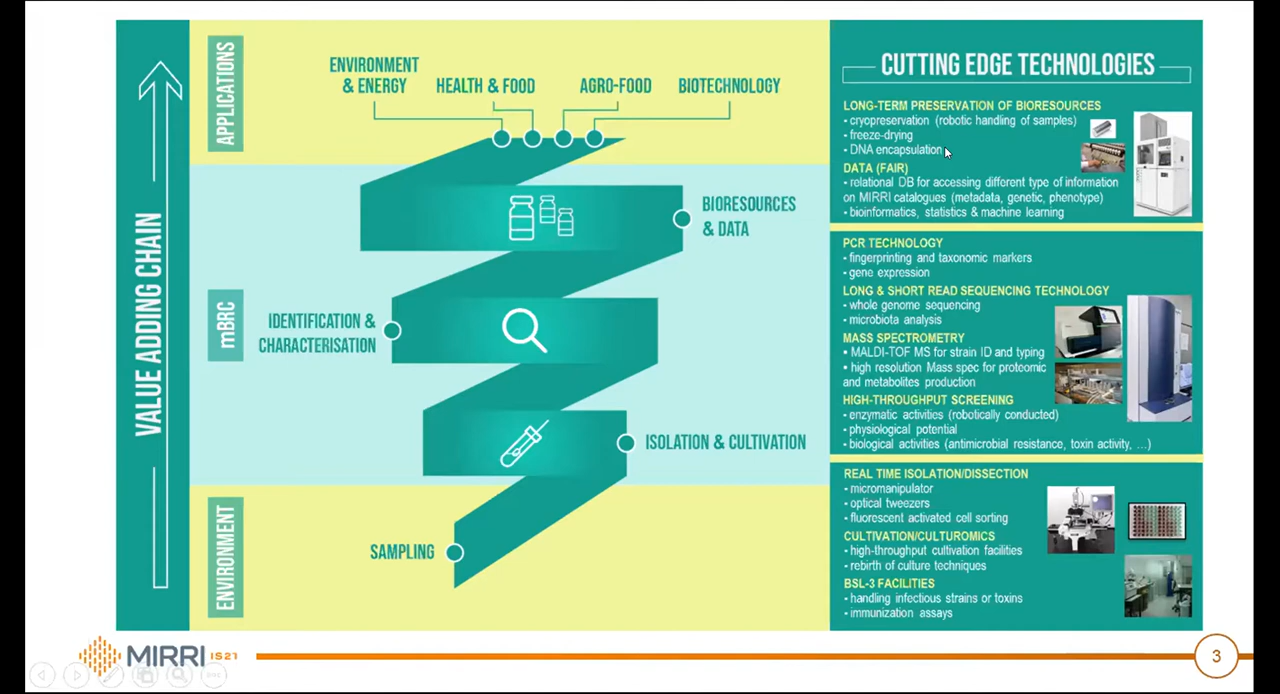 VALUE ADDING CHAIN
APPLICATIONS
ENVIRONMENT
& ENERGY
HEALTH & FOOD
AGRO-FOOD
BIOTECHNOLOGY
BIORESOURCES
& DATA
mBRC
IDENTIFICATION &
CHARACTERISATION
ISOLATION & CULTIVATION
ENVIRONMENT
SAMPLING
CUTTING EDGE TECHNOLOGIES
LONG-TERM PRESERVATION OF BIORESOURCES
- cryopreservation (robotic handling of samples)
- freeze-drying
- DNA encapsulation
DATA (FAIR)
- relational DB for accessing different type of information
on MIRRI catalogues (metadata, genetic, phenotype)
- bioinformatics, statistics & machine learning
PCR TECHNOLOGY
- fingerprinting and taxonomic markers
- gene expression
LONG & SHORT READ SEQUENCING TECHNOLOGY
- whole genome sequencing
- microbiota analysis
MASS SPECTROMETRY
• MALDI-TOF MS for strain ID and typing
• high resolution Mass spec for proteomic
and metabolites production
HIGH-THROUGHPUT SCREENING
- enzymatic activities (robotically conducted)
- physiological potential
- biological activities (antimicrobial resistance, toxin activity, ...)
REAL TIME ISOLATION/DISSECTION
- micromanipulator
- optical tweezers
- fluorescent activated cell sorting
CULTIVATION/CULTUROMICS
- high-throughput cultivation facilities
- rebirth of culture techniques
BSL-3 FACILITIES
- handling infectious strains or toxins
- immunization assays
MIRRI IS21
3